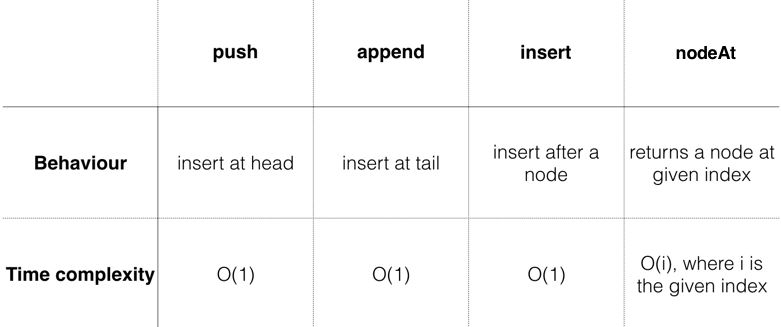 push append insert nodeAt
Behaviour insert at head insert at tail insert after a node returns a node at given index
Time complexity O(1) O(1) O(1) O(i), where i is the given index